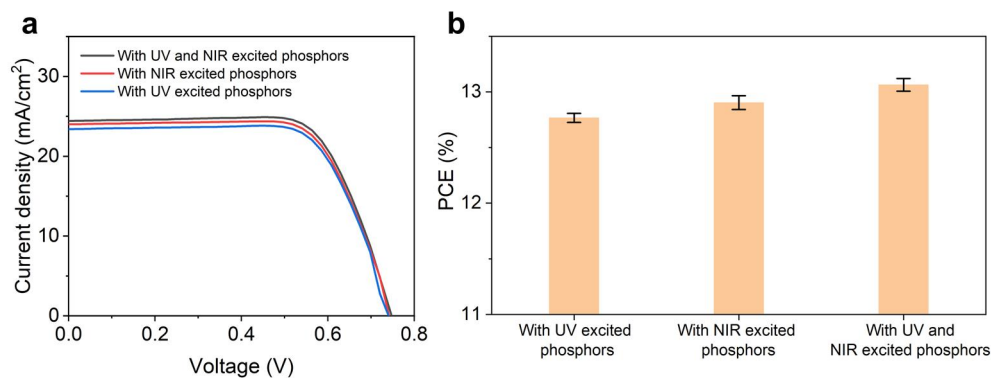 a
With UV and NIR excited phosphors
With NIR excited phosphors
With UV excited phosphors
Current density (mA/cm²)
30
20
10
0
0.0
0.2
0.4
0.6
0.8
Voltage (V)
b
PCE (%)
13
12
11
With UV excited
phosphors
With NIR excited
phosphors
With UV and
NIR excited phosphors